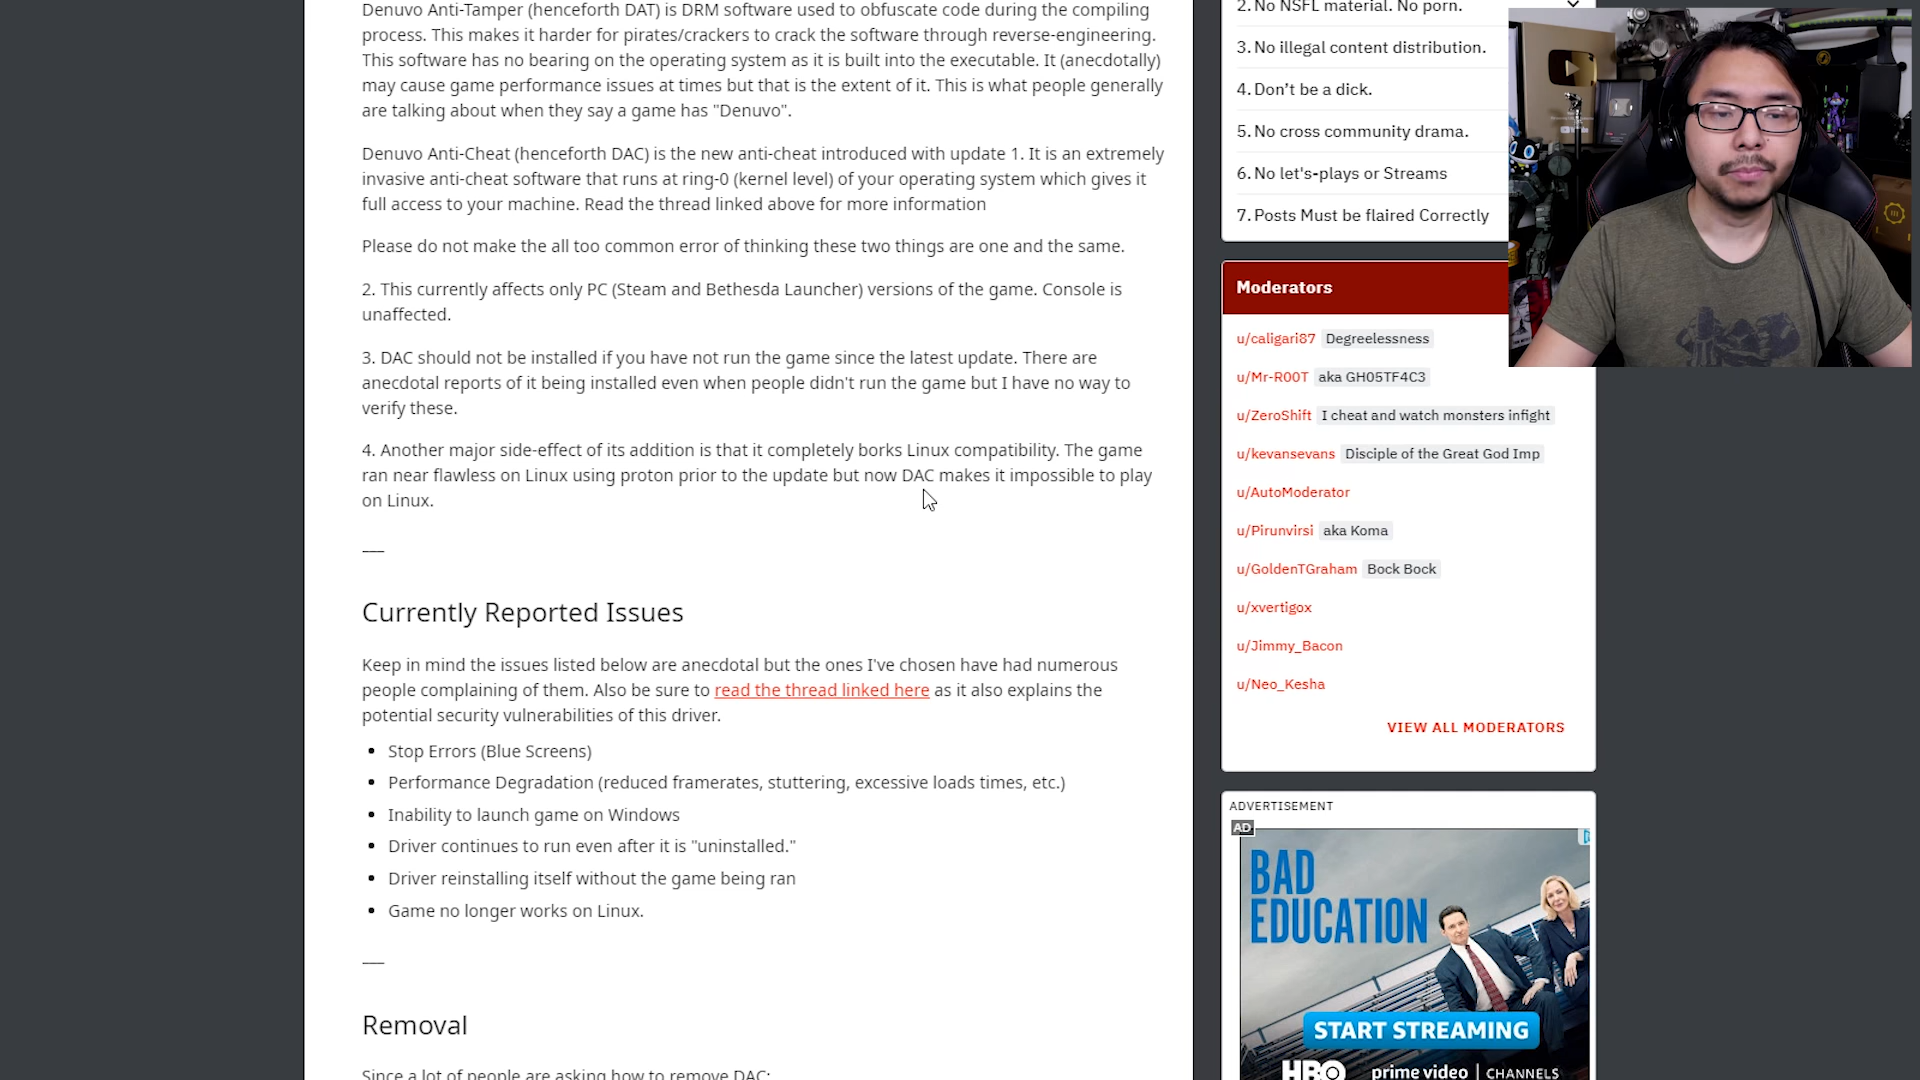 Denuvo Anti-Tamper (henceforth DAT) is DRM software used to obfuscate code during the compiling
process. This makes it harder for pirates/crackers to crack the software through reverse-engineering.
This software has no bearing on the operating system as it is built into the executable. It (anecdotally)
may cause game performance issues at times but that is the extent of it. This is what people generally
are talking about when they say a game has "Denuvo".
Denuvo Anti-Cheat (henceforth DAC) is the new anti-cheat introduced with update 1. It is an extremely
invasive anti-cheat software that runs at ring-0 (kernel level) of your operating system which gives it
full access to your machine. Read the thread linked above for more information
Please do not make the all too common error of thinking these two things are one and the same.
2. This currently affects only PC (Steam and Bethesda Launcher) versions of the game. Console is
unaffected.
3. DAC should not be installed if you have not run the game since the latest update. There are
anecdotal reports of it being installed even when people didn't run the game but I have no way to
verify these.
4. Another major side-effect of its addition is that it completely borks Linux compatibility. The game
ran near flawless on Linux using proton prior to the update but now DAC makes it impossible to play
on Linux.
Currently Reported Issues
Keep in mind the issues listed below are anecdotal but the ones I've chosen have had numerous
people complaining of them. Also be sure to read the thread linked here as it also explains the
potential security vulnerabilities of this driver.
• Stop Errors (Blue Screens)
• Performance Degradation (reduced framerates, stuttering, excessive loads times, etc.)
• Inability to launch game on Windows
• Driver continues to run even after it is "uninstalled."
• Driver reinstalling itself without the game being ran
• Game no longer works on Linux.
Removal
Since a lot of people are asking how to remove DAC:
2. No NSFL material. No porn.
3. No illegal content distribution.
4. Don't be a dick.
5. No cross community drama.
6. No let's-plays or Streams
7. Posts Must be flaired Correctly
Moderators
u/caligari87 Degreelessness
u/Mr-R00T aka GH05TF4C3
u/ZeroShift I cheat and watch monsters infight
u/kevansevans Disciple of the Great God Imp
u/AutoModerator
u/Pirunvirsi aka Koma
u/GoldenTGraham Bock Bock
u/xvertigox
u/Jimmy_Bacon
u/Neo_Kesha
VIEW ALL MODERATORS
ADVERTISEMENT
AD
BAD
EDUCATION
START STREAMING
HBO prime video | CHANNELS